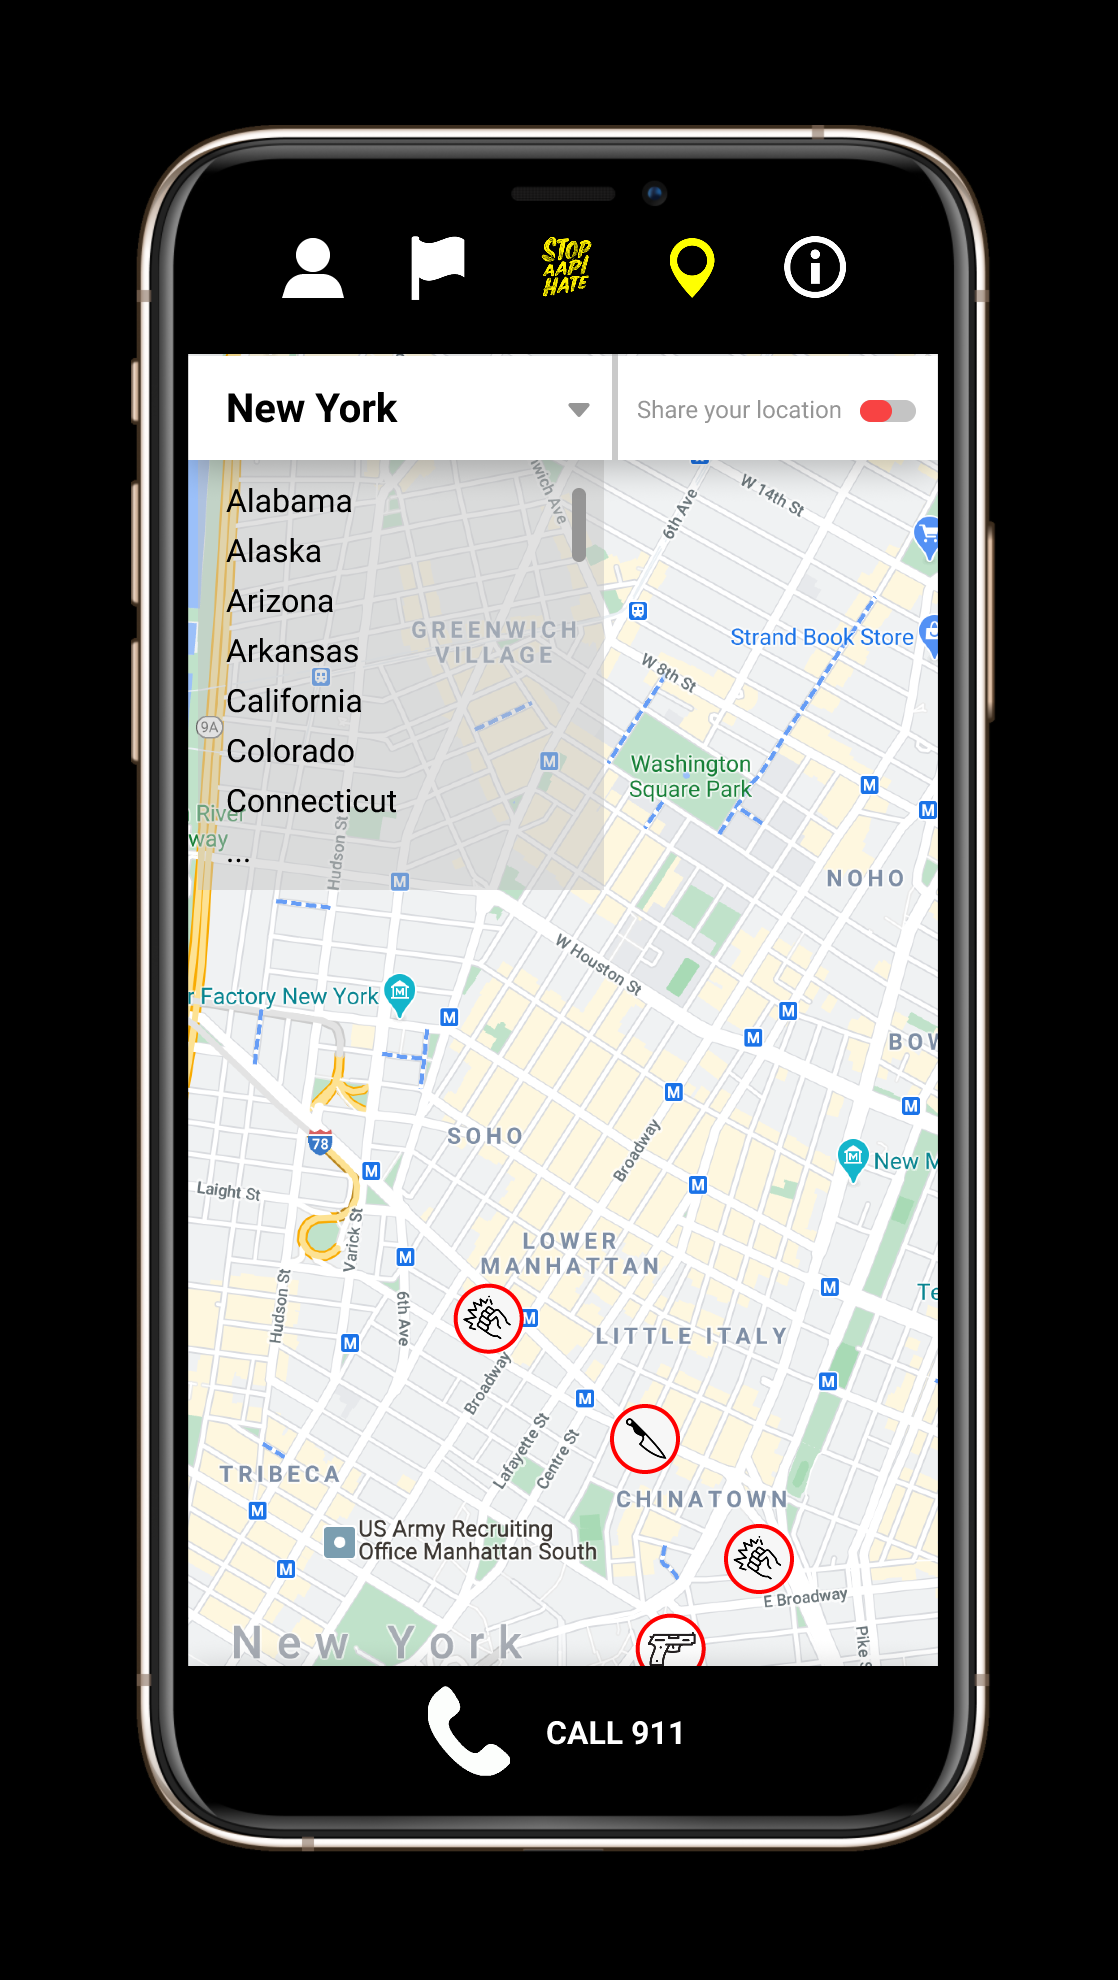 STOP
AAPI
HATE
New York
Share your location
Alabama
Alaska
Arizona
Arkansas
California
Colorado
Connecticut
...
wich Ave
6th Ave
W 14th St
GREENWICH
VILLAGE
Strand Book Store
W 8th St
9A
Washington
Square Park
M
M
M
River
way
Hudson St
M
NOHO
W Houston St
r Factory New York
M
M
M
BOW
M
M
78
SOHO
Broadway
New M
M
M
Laight St
Varick St
LOWER
MANHATTAN
M
M
Te
Hudson St
6th Ave
M
LITTLE ITALY
M
Broadway
M
M
Lafayette St
Centre St
TRIBECA
CHINATOWN
M
US Army Recruiting
Office Manhattan South
M
E Broadway
New York
Pike S
CALL 911